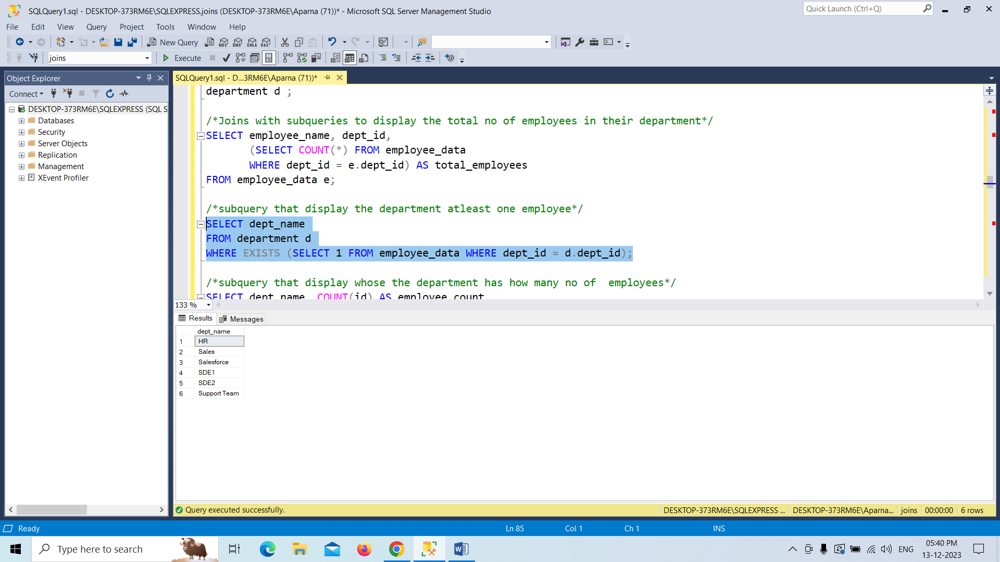 SQLQuery1.sql - DESKTOP-373RM6E\SQLEXPRESS.joins (DESKTOP-373RM6E\Aparna (71))* - Microsoft SQL Server Management Studio
Quick Launch (Ctrl+Q)
File Edit View Query Project Tools Window Help
New Query MDX DMX XMLA DAX
joins Execute
Object Explorer
SQLQuery1.sql - D...3RM6E\Aparna (71))*
Connect
DESKTOP-373RM6E\SQLEXPRESS (SQL S
Databases
Security
Server Objects
Replication
Management
XEvent Profiler
department d ;
/*Joins with subqueries to display the total no of employees in their department*/
SELECT employee_name, dept_id,
(SELECT COUNT(*) FROM employee_data
WHERE dept_id = e.dept_id) AS total_employees
FROM employee_data e;
/*subquery that display the department atleast one employee*/
SELECT dept_name
FROM department d
WHERE EXISTS (SELECT 1 FROM employee_data WHERE dept_id = d.dept_id);
/*subquery that display whose the department has how many no of  employees*/
SELECT dept_name, COUNT(id) AS employee_count
133 %
Results Messages
dept_name
1 HR
2 Sales
3 Salesforce
4 SDE1
5 SDE2
6 Support Team
Query executed successfully. DESKTOP-373RM6E\SQLEXPRESS ... DESKTOP-373RM6E\Aparna... joins 00:00:00 6 rows
Ready Ln 85 Col 1 Ch 1 INS
Type here to search
ENG
05:40 PM
13-12-2023